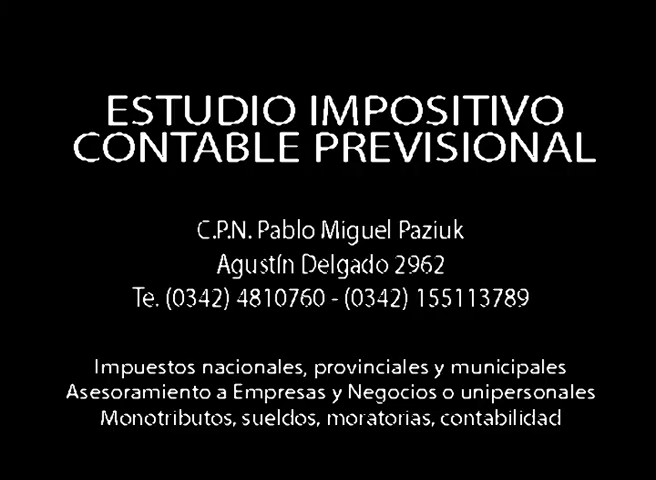 ESTUDIO IMPOSITIVO
CONTABLE PREVISIONAL
C.P.N. Pablo Miguel Paziuk
Agustín Delgado 2962
Te. (0342) 4810760 - (0342) 155113789
Impuestos nacionales, provinciales y municipales
Asesoramiento a Empresas y Negocios o unipersonales
Monotributos, sueldos, moratorias, contabilidad